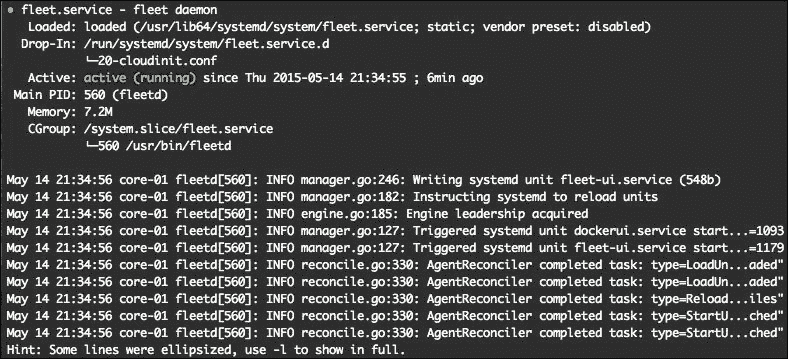 ● fleet.service - fleet daemon
Loaded: loaded (/usr/lib64/systemd/system/fleet.service; static; vendor preset: disabled)
Drop-In: /run/systemd/system/fleet.service.d
└─20-cloudinit.conf
Active: active (running) since Thu 2015-05-14 21:34:55 ; 6min ago
Main PID: 560 (fleetd)
Memory: 7.2M
CGroup: /system.slice/fleet.service
└─560 /usr/bin/fleetd
May 14 21:34:56 core-01 fleetd[560]: INFO manager.go:246: Writing systemd unit fleet-ui.service (548b)
May 14 21:34:56 core-01 fleetd[560]: INFO manager.go:182: Instructing systemd to reload units
May 14 21:34:56 core-01 fleetd[560]: INFO engine.go:185: Engine leadership acquired
May 14 21:34:56 core-01 fleetd[560]: INFO manager.go:127: Triggered systemd unit dockerui.service start...=1093
May 14 21:34:56 core-01 fleetd[560]: INFO manager.go:127: Triggered systemd unit fleet-ui.service start...=1179
May 14 21:34:56 core-01 fleetd[560]: INFO reconcile.go:330: AgentReconciler completed task: type=LoadUn...aded"
May 14 21:34:56 core-01 fleetd[560]: INFO reconcile.go:330: AgentReconciler completed task: type=LoadUn...aded"
May 14 21:34:56 core-01 fleetd[560]: INFO reconcile.go:330: AgentReconciler completed task: type=Reload...iles"
May 14 21:34:56 core-01 fleetd[560]: INFO reconcile.go:330: AgentReconciler completed task: type=StartU...ched"
May 14 21:34:56 core-01 fleetd[560]: INFO reconcile.go:330: AgentReconciler completed task: type=StartU...ched"
Hint: Some lines were ellipsized, use -l to show in full.